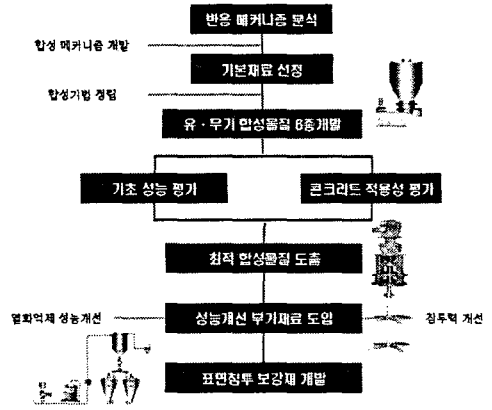 반응 메커니즘 분석
합성 메커니즘 개발
기본재료 선정
합성기법 정립
유·무기 합성물질 6종개발
기초 성능 평가
콘크리트 적용성 평가
최적 합성물질 도출
열화억제 성능개선
성능개선 무기재료 도입
침투력 개선
표면침투 보강재 개발